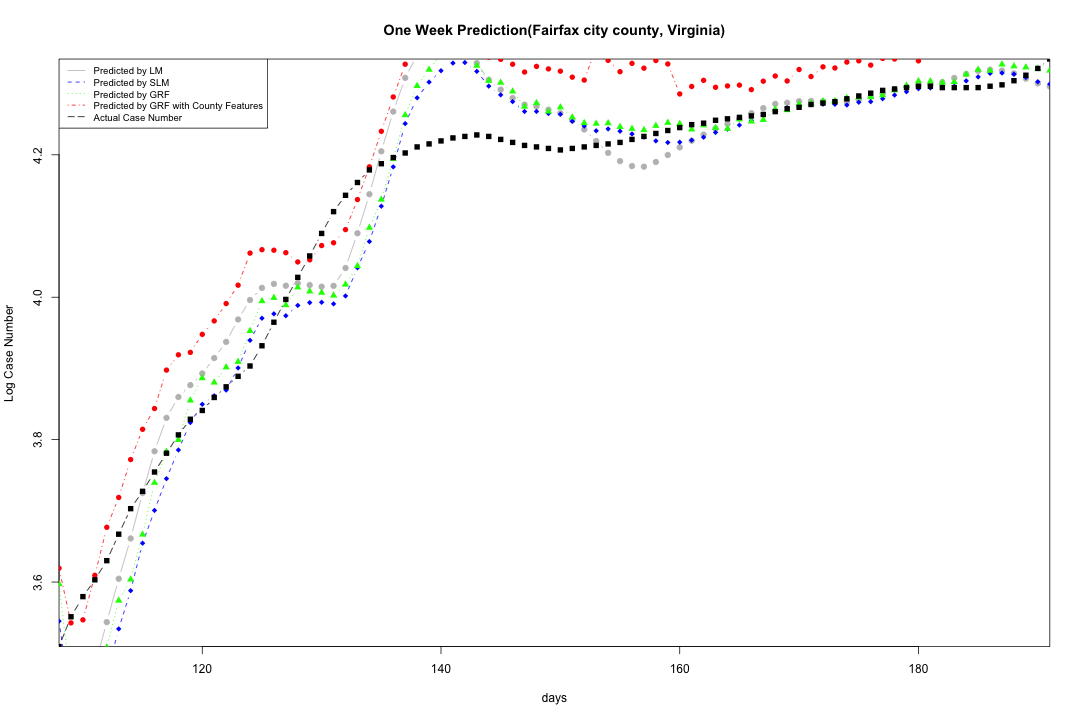 One Week Prediction(Fairfax city county, Virginia)
Predicted by LM
Predicted by SLM
Predicted by GRF
Predicted by GRF with County Features
Actual Case Number
Log Case Number
4.2
4.0
3.8
3.6
120 140 160 180
days